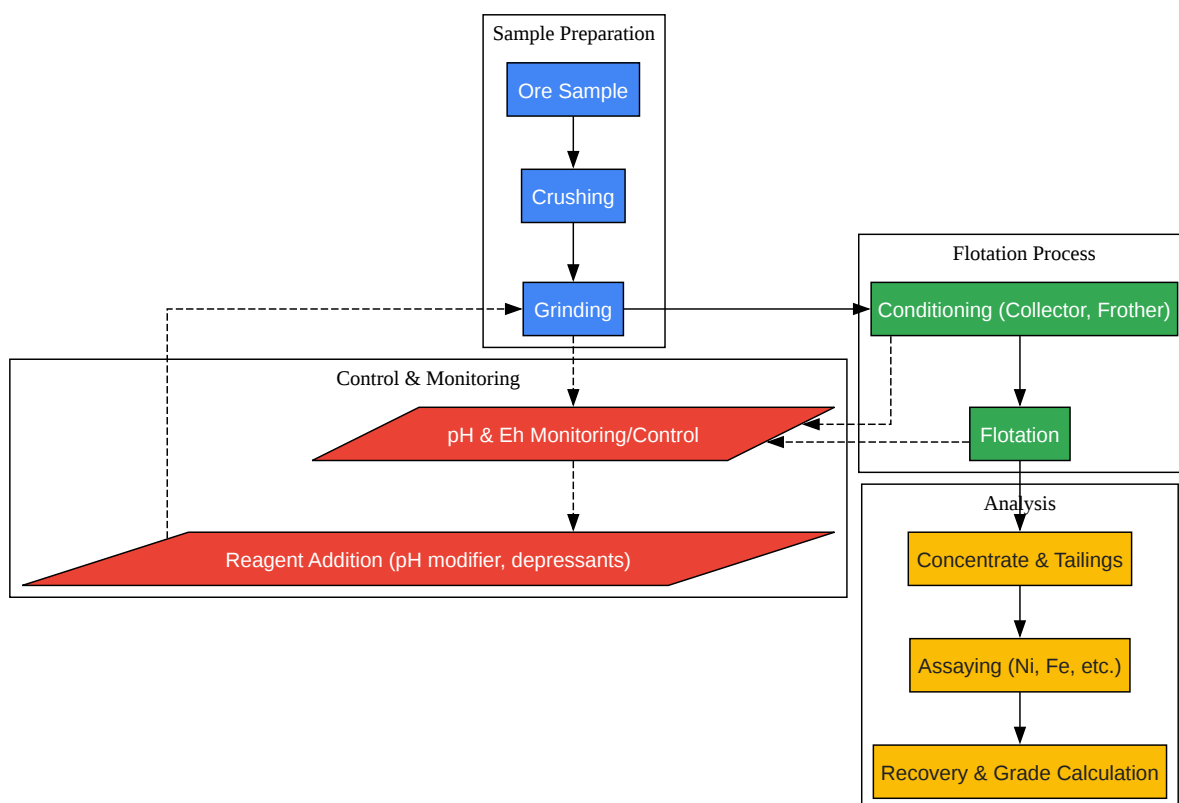 Sample Preparation
Ore Sample
Crushing
Grinding
Flotation Process
Conditioning (Collector, Frother)
Flotation
Control & Monitoring
pH & Eh Monitoring/Control
Reagent Addition (pH modifier, depressants)
Analysis
Concentrate & Tailings
Assaying (Ni, Fe, etc.)
Recovery & Grade Calculation